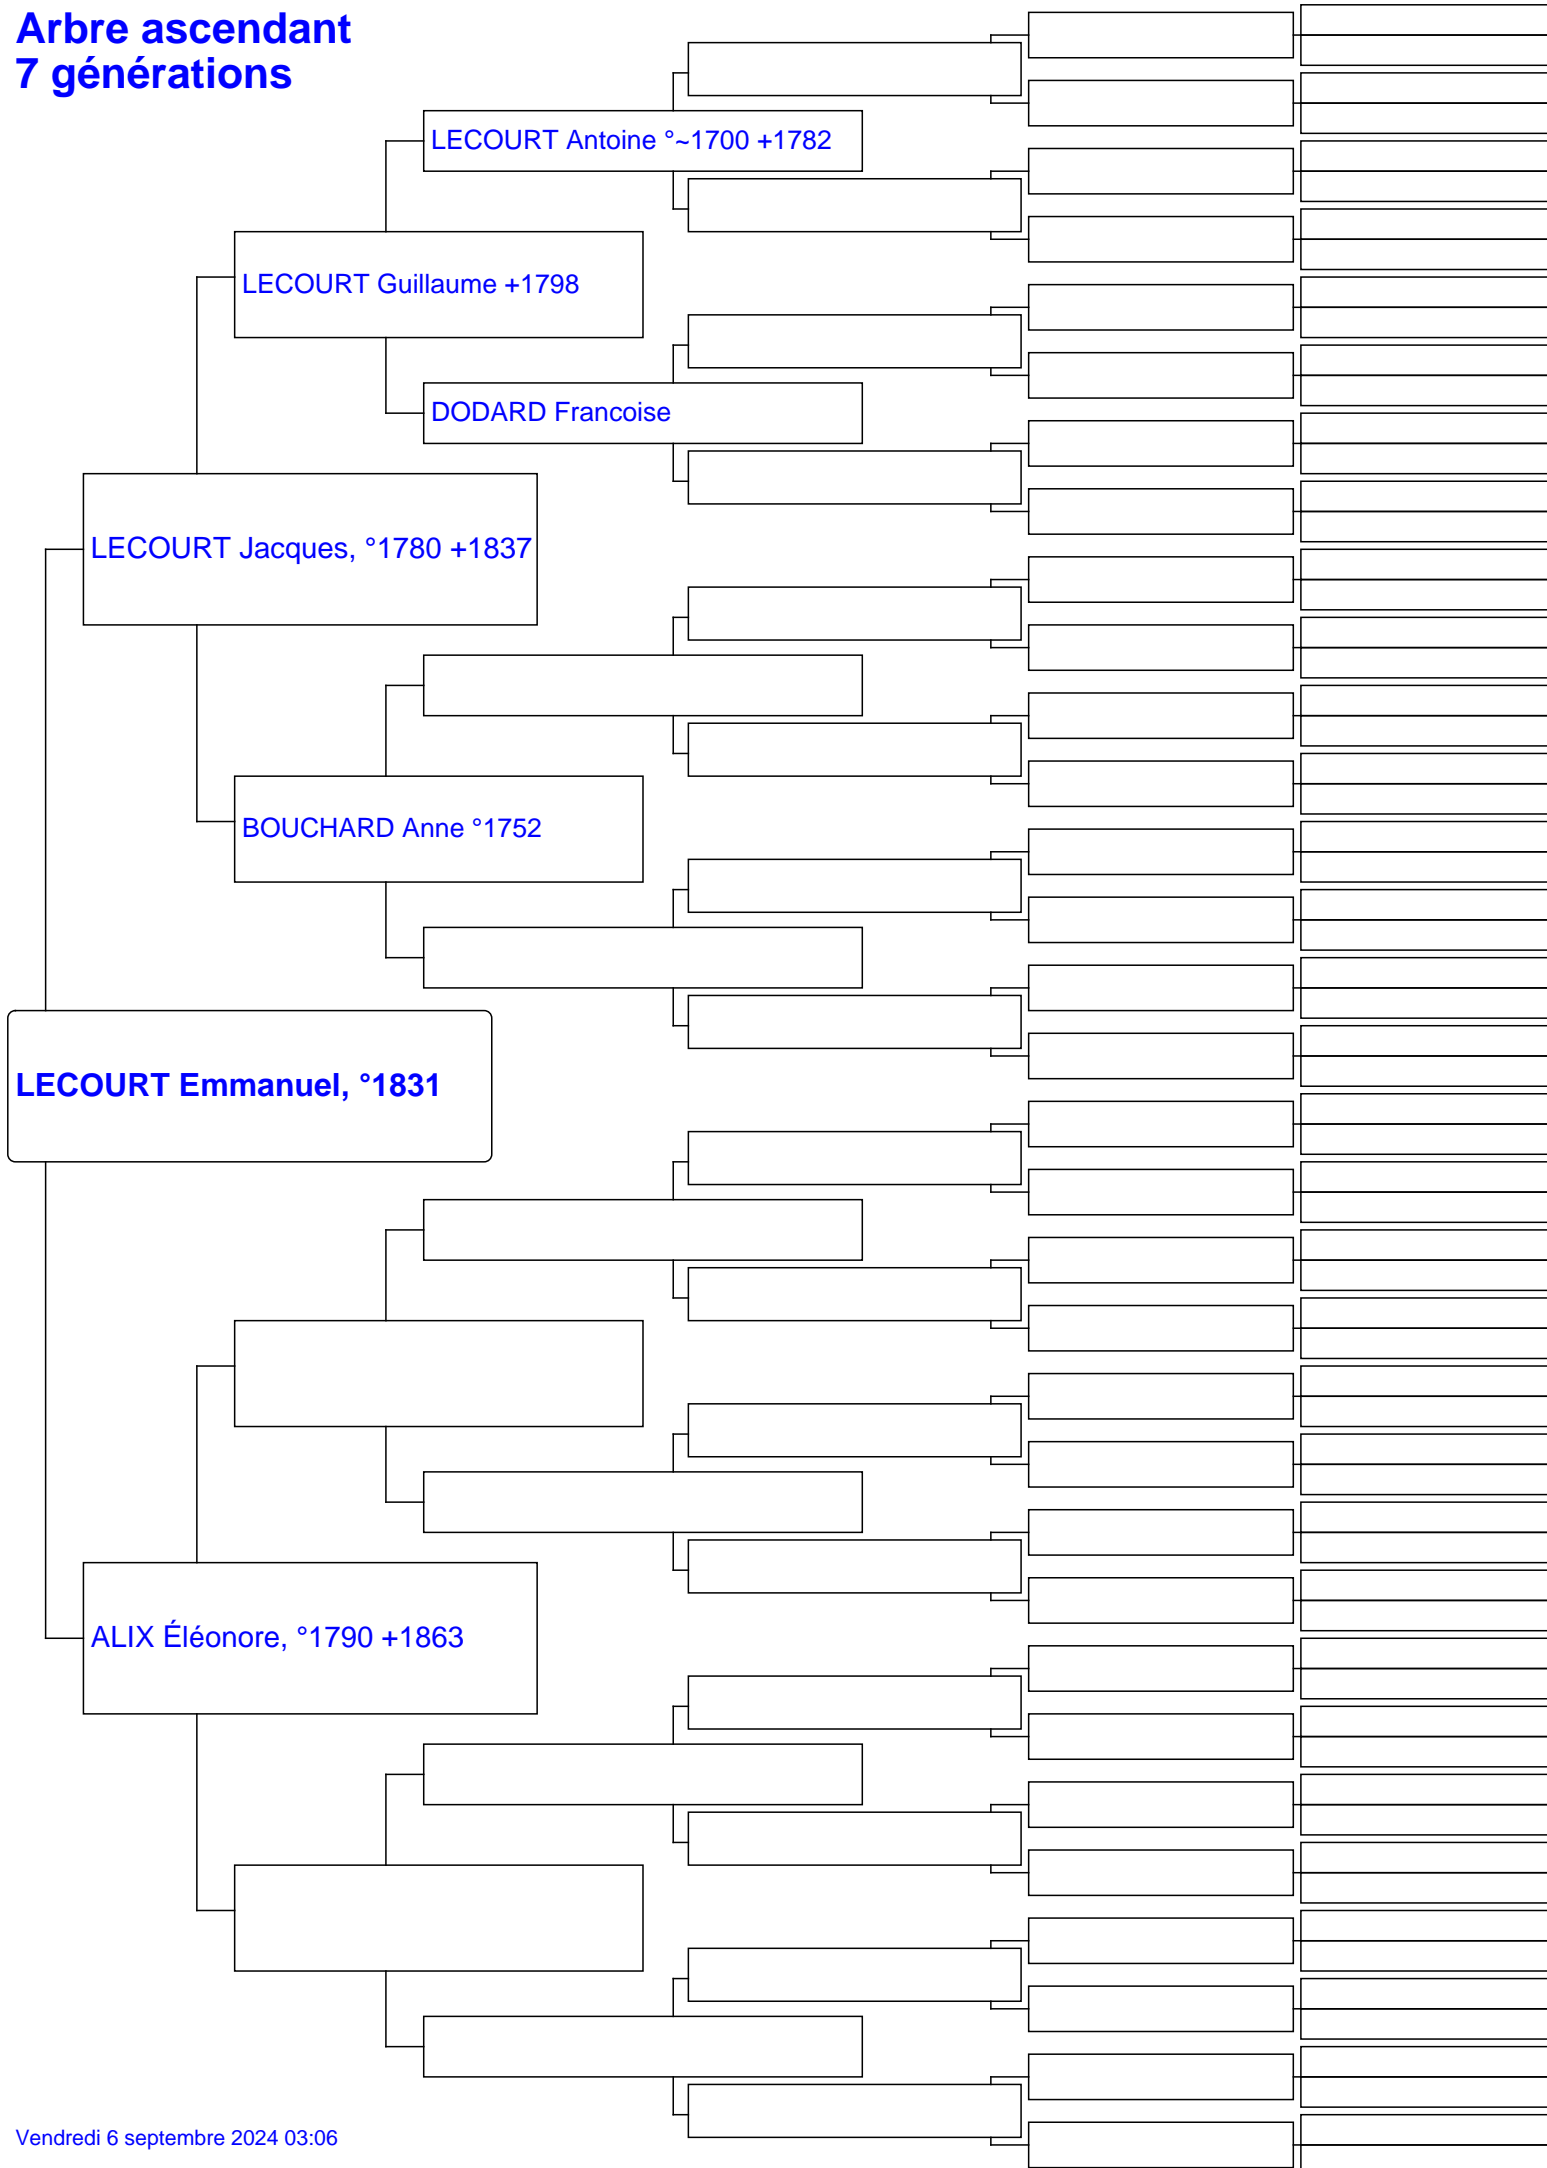 Arbre ascendant
7 générations
LECOURT Antoine °~1700 +1782
LECOURT Guillaume +1798
DODARD Francoise
LECOURT Jacques, °1780 +1837
BOUCHARD Anne °1752
LECOURT Emmanuel, °1831
ALIX Éléonore, °1790 +1863
Vendredi 6 septembre 2024 03:06